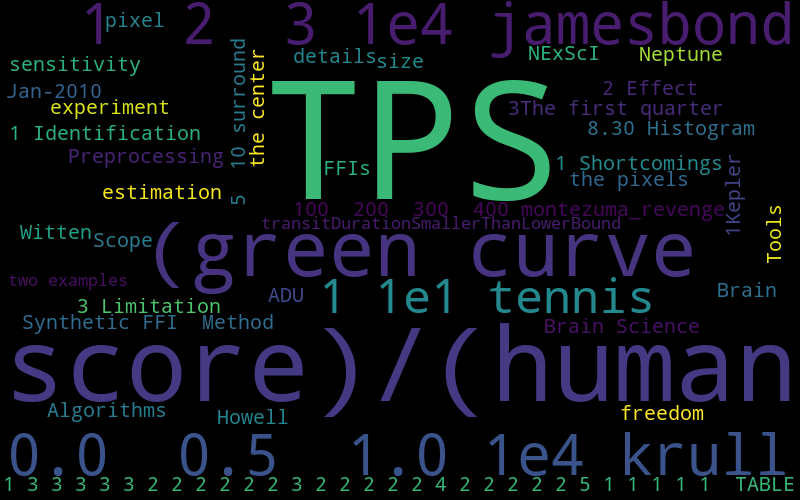 1   2   3  1e4  jamesbond
pixel
sensitivity
details
size
NExScI
Neptune
Jan-2010
experiment
5  10 surround
the center
TPS
2 Effect
3The first quarter
8.30 Histogram
1 Identification
Preprocessing
FFIs
1 Shortcomings
the pixels
estimation
100  200  300  400 montezuma_revenge
1Kepler
Tools
transitDurationSmallerThanLowerBound
Witten
Scope
(green curve
two examples
ADU
1 1e1 tennis
Brain
3 Limitation
Synthetic FFI  Method
Brain Science
score)/(human
Algorithms
Howell
freedom
0.0  0.5  1.0 1e4 krull
1 3 3 3 3 3 2 2 2 2 2 2 3 2 2 2 2 2 4 2 2 2 2 2 5 1 1 1 1 1  TABLE